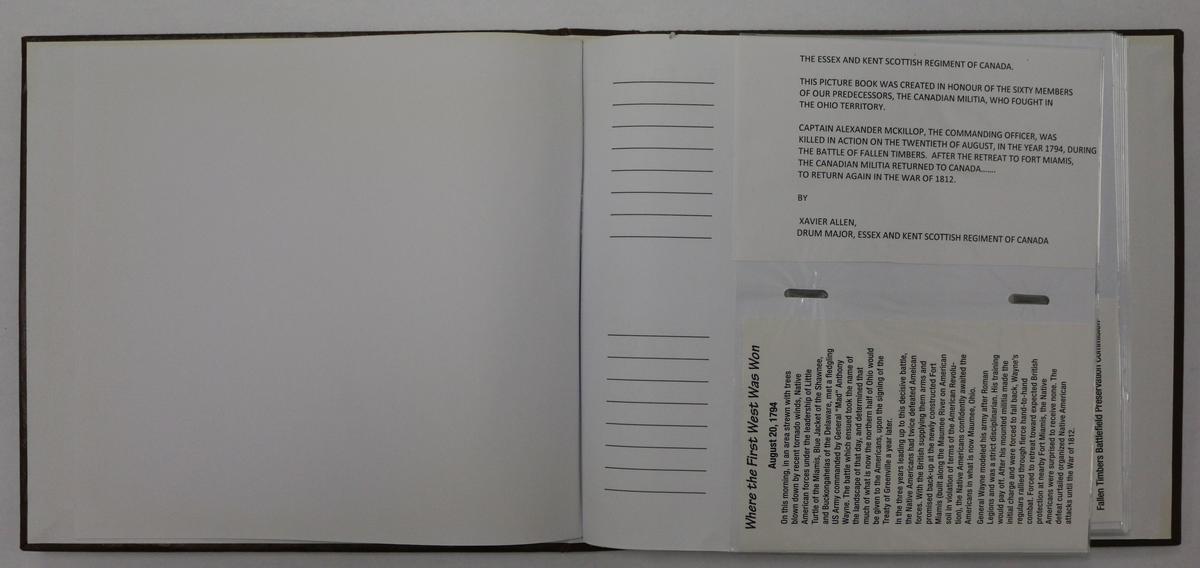 THE ESSEX AND KENT SCOTTISH REGIMENT OF CANADA.
THIS PICTURE BOOK WAS CREATED IN HONOUR OF THE SIXTY MEMBERS
OF OUR PREDECESSORS, THE CANADIAN MILITIA, WHO FOUGHT IN
THE OHIO TERRITORY.
CAPTAIN ALEXANDER MCKILLOP, THE COMMANDING OFFICER, WAS
KILLED IN ACTION ON THE TWENTIETH OF AUGUST, IN THE YEAR 1794, DURING
THE BATTLE OF FALLEN TIMBERS. AFTER THE RETREAT TO FORT MIAMIS,
THE CANADIAN MILITIA RETURNED TO CANADA.......
TO RETURN AGAIN IN THE WAR OF 1812.
BY
XAVIER ALLEN,
DRUM MAJOR, ESSEX AND KENT SCOTTISH REGIMENT OF CANADA
Where the First West Was Won
August 20, 1794
On this morning, in an area strewn with trees
blown down by recent tornado winds, Native
American forces under the leadership of Little
Turtle of the Miamis, Blue Jacket of the Shawnee,
and Buckongahelas of the Delaware, met a fledgling
US Army commanded by General "Mad" Anthony
Wayne. The battle which ensued took the name of
the landscape of that day, and determined that
much of what is now the northern half of Ohio would
be given to the Americans, upon the signing of the
Treaty of Greenville a year later.
In the three years leading up to this decisive battle,
the Native Americans had twice defeated Ameican
forces. With the British supplying them arms and
promised back-up at the newly constructed Fort
Miamis (built along the Maumee River on American
soil in violation of terms of the American Revolu-
tion), the Native Americans confidently awaited the
Americans in what is now Maumee, Ohio.
General Wayne modeled his army after Roman
Legions and was a strict disciplinarian. His training
would pay off. After his mounted militia made the
initial charge and were forced to fall back, Wayne's
regulars rallied through fierce hand-to-hand
combat. Forced to retreat toward expected British
protection at nearby Fort Miamis, the Native
Americans were surprised to receive none. The
defeat curtailed organized Native American
attacks until the War of 1812.
Fallen Timbers Battlefield Preservation Commission